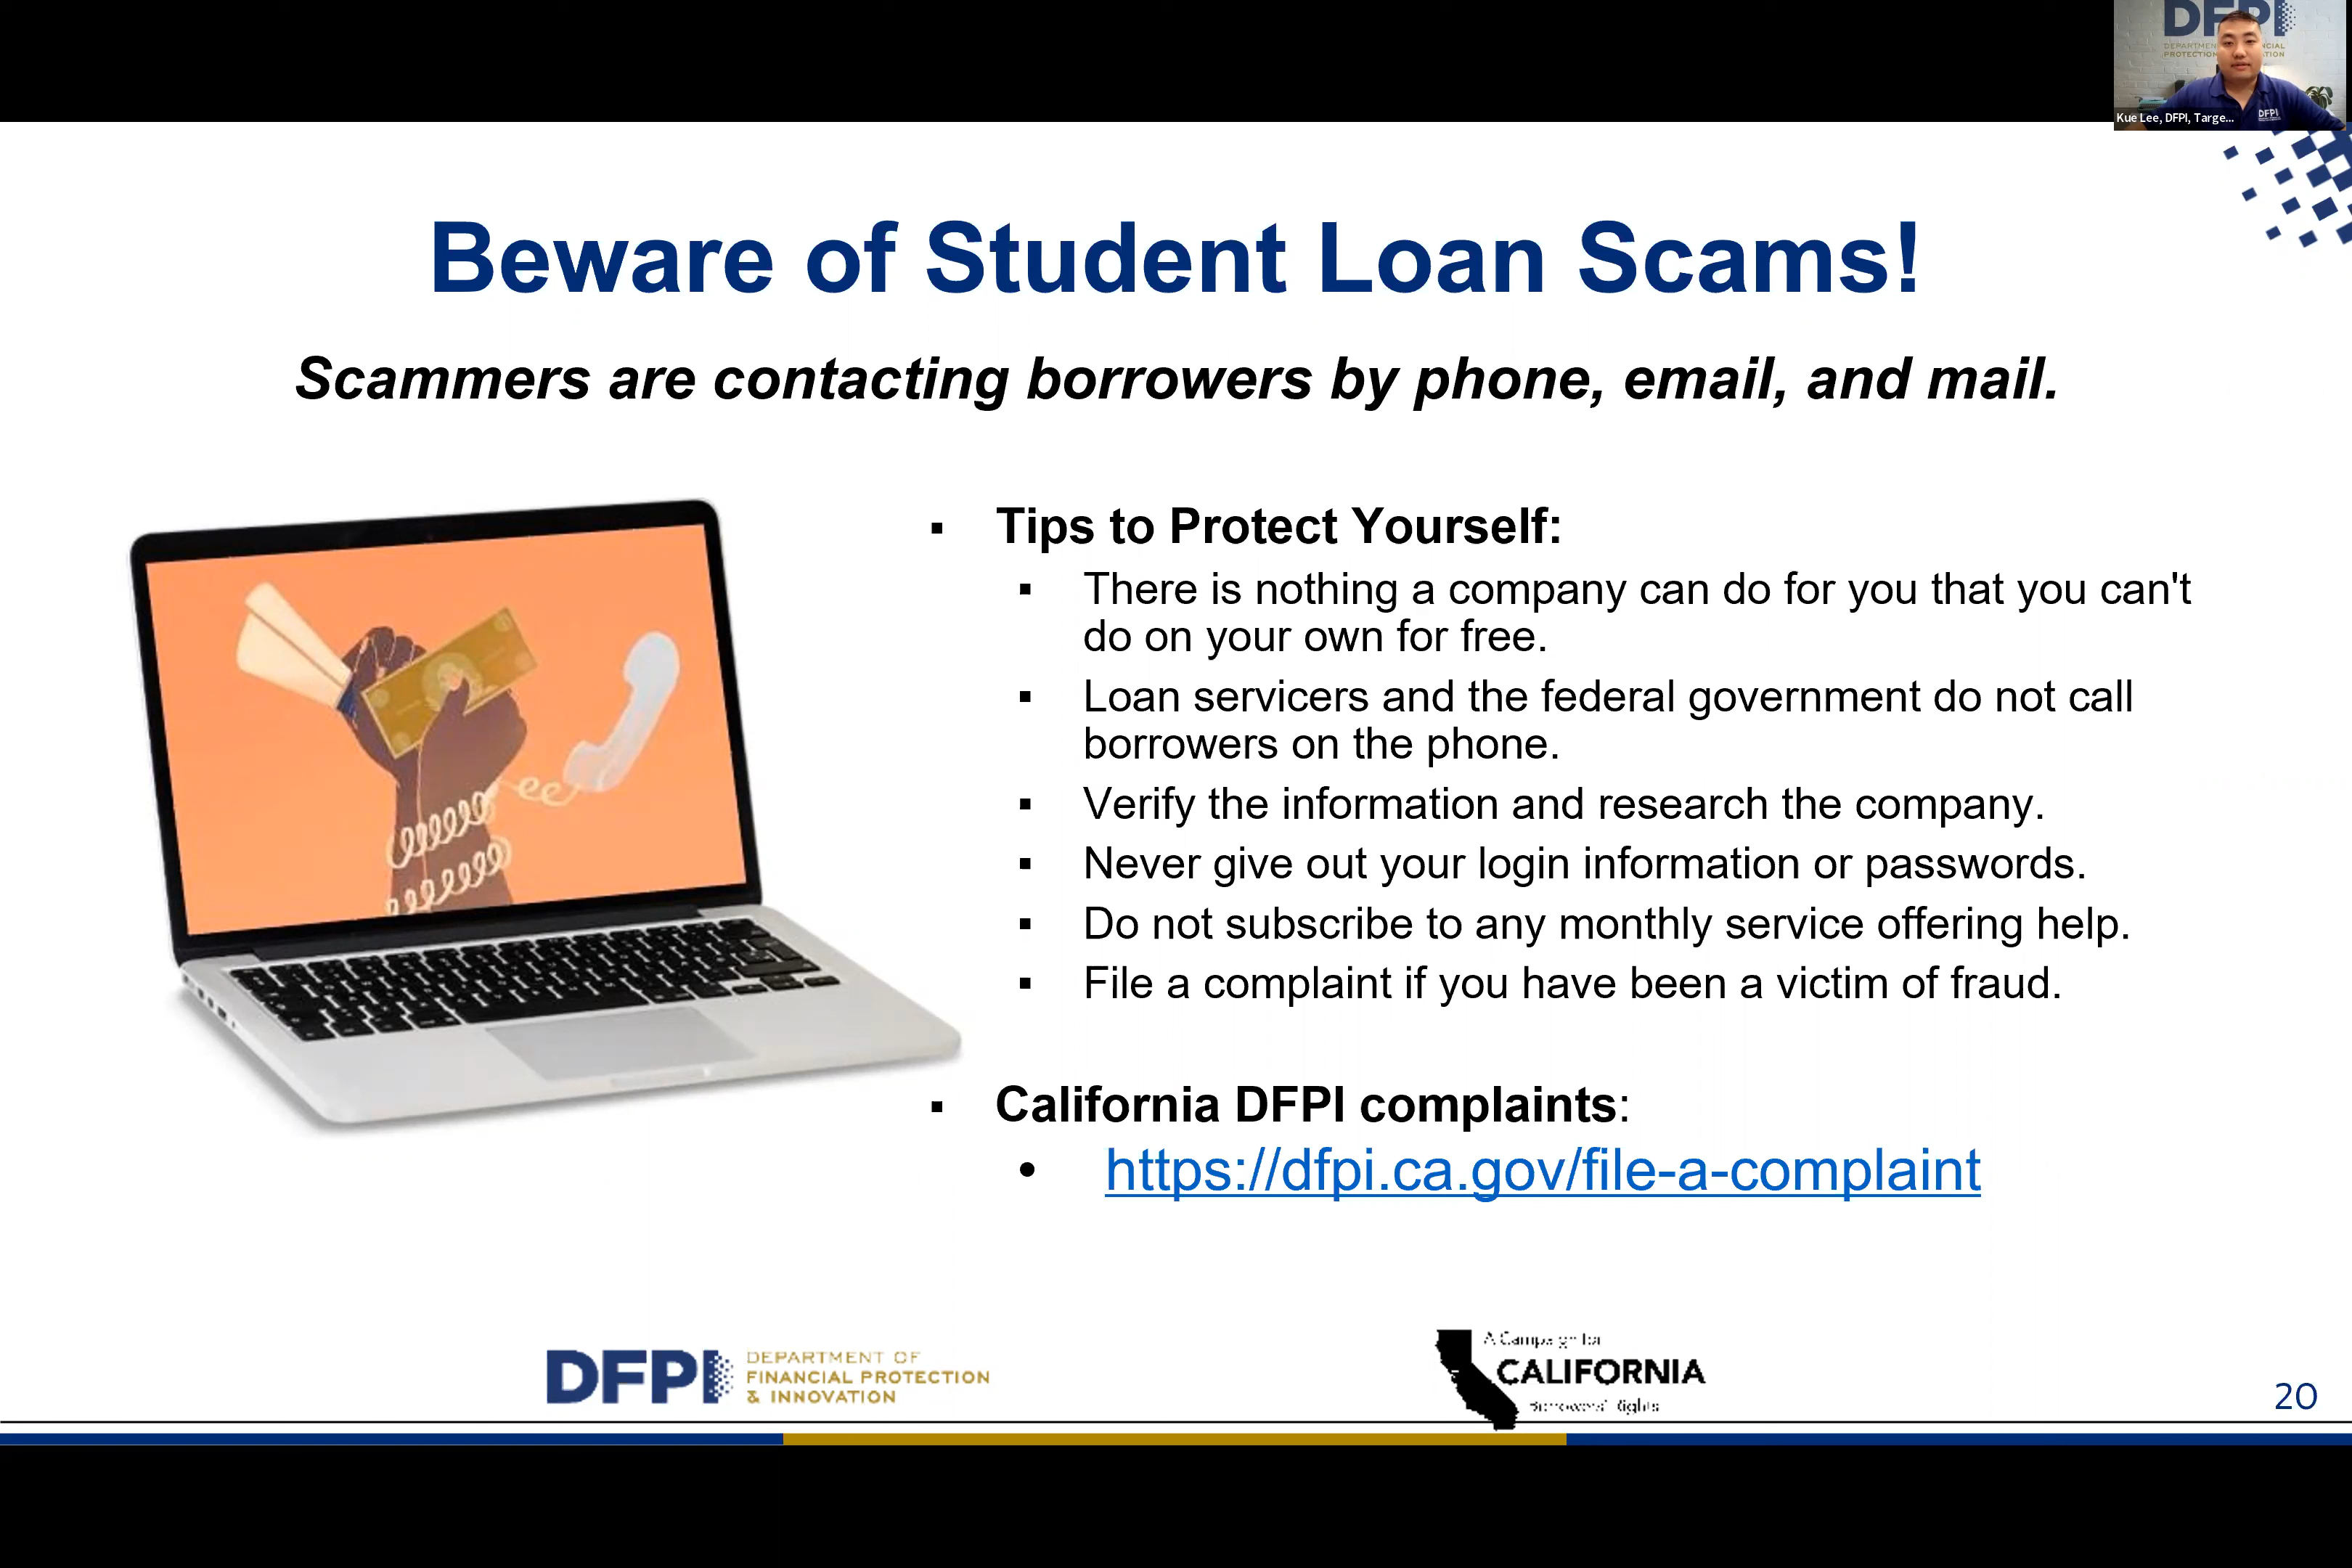 Kue Lee, DFPI, Targe...
Beware of Student Loan Scams!
Scammers are contacting borrowers by phone, email, and mail.
▪ Tips to Protect Yourself:
▪ There is nothing a company can do for you that you can't
do on your own for free.
▪ Loan servicers and the federal government do not call
borrowers on the phone.
▪ Verify the information and research the company.
▪ Never give out your login information or passwords.
▪ Do not subscribe to any monthly service offering help.
▪ File a complaint if you have been a victim of fraud.
▪ California DFPI complaints:
• https://dfpi.ca.gov/file-a-complaint
DFPI
DEPARTMENT OF
FINANCIAL PROTECTION
& INNOVATION
A Campaign for
CALIFORNIA
Borrowers' Rights
20